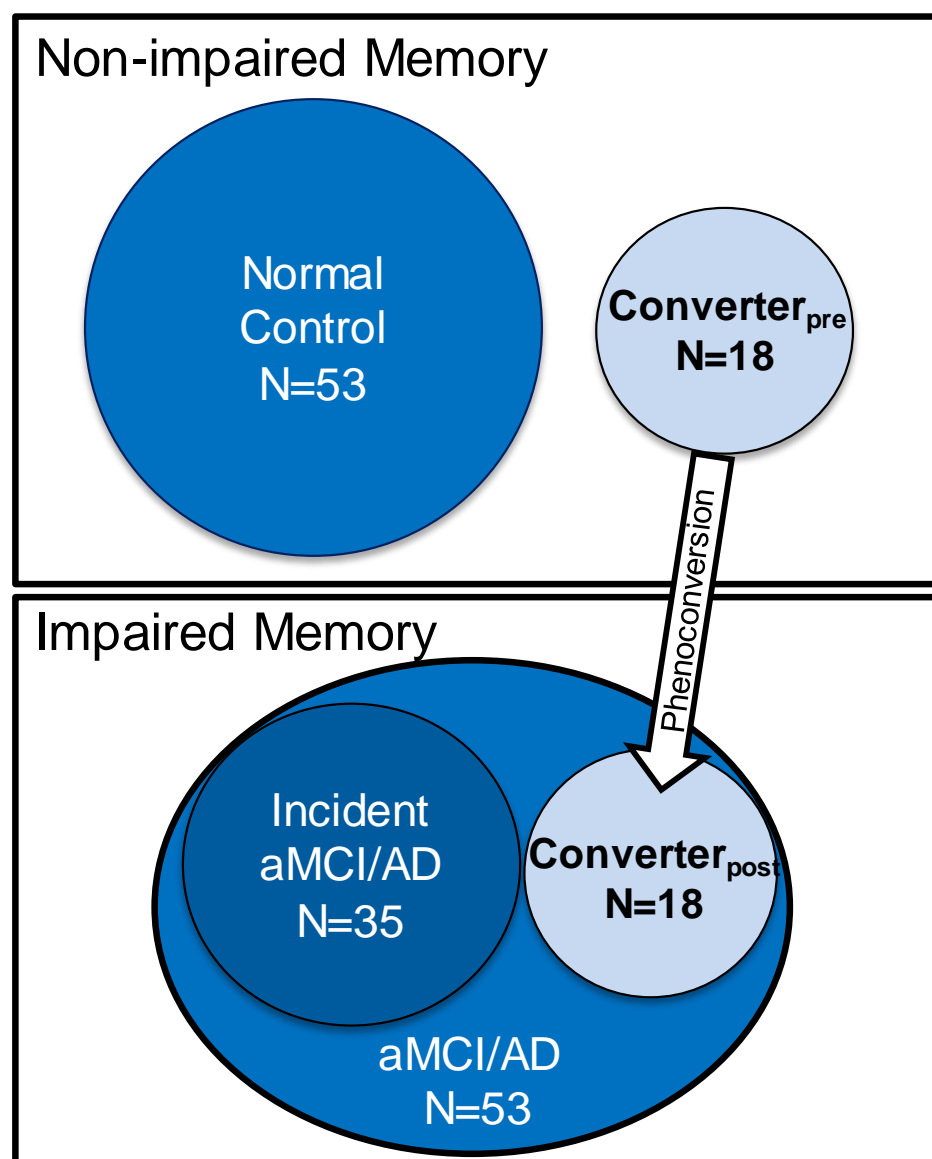 Non-impaired Memory
Normal
Control
N=53
Converterpre
N=18
Phenoconversion
Impaired Memory
Incident
aMCI/AD
N=35
Converterpost
N=18
aMCI/AD
N=53